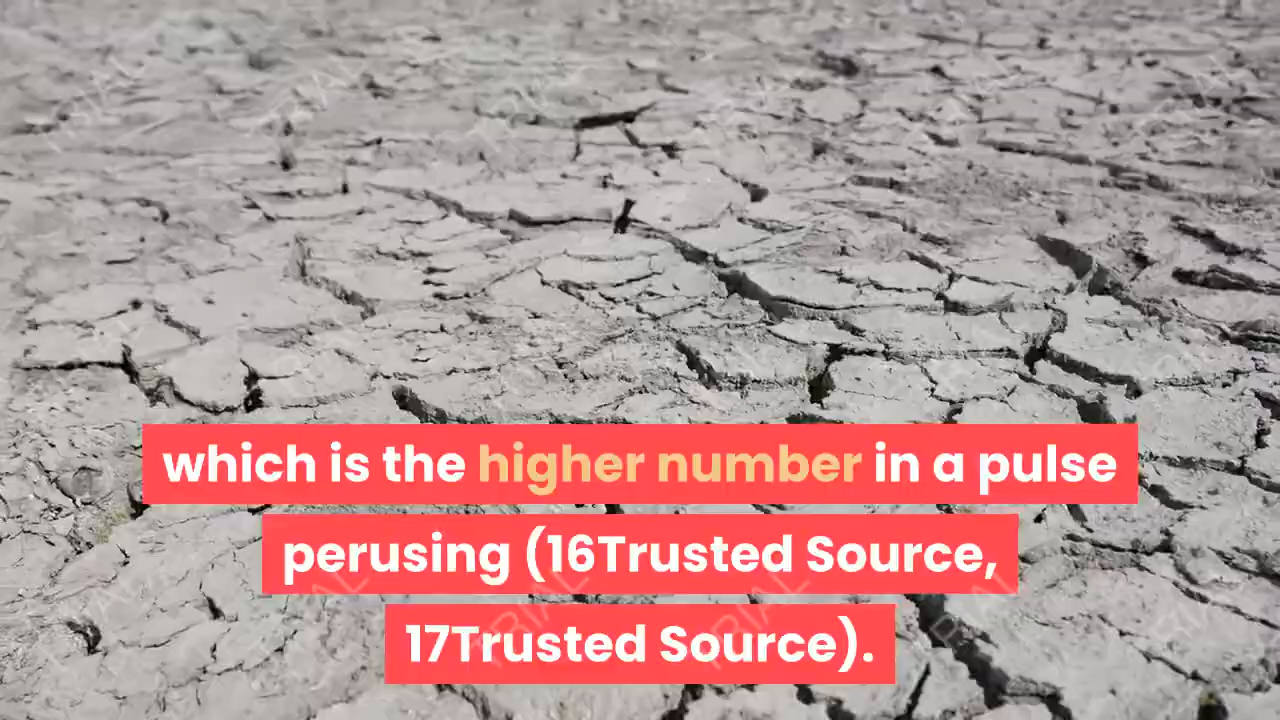 which is the higher number in a pulse
perusing (16Trusted Source,
17Trusted Source).